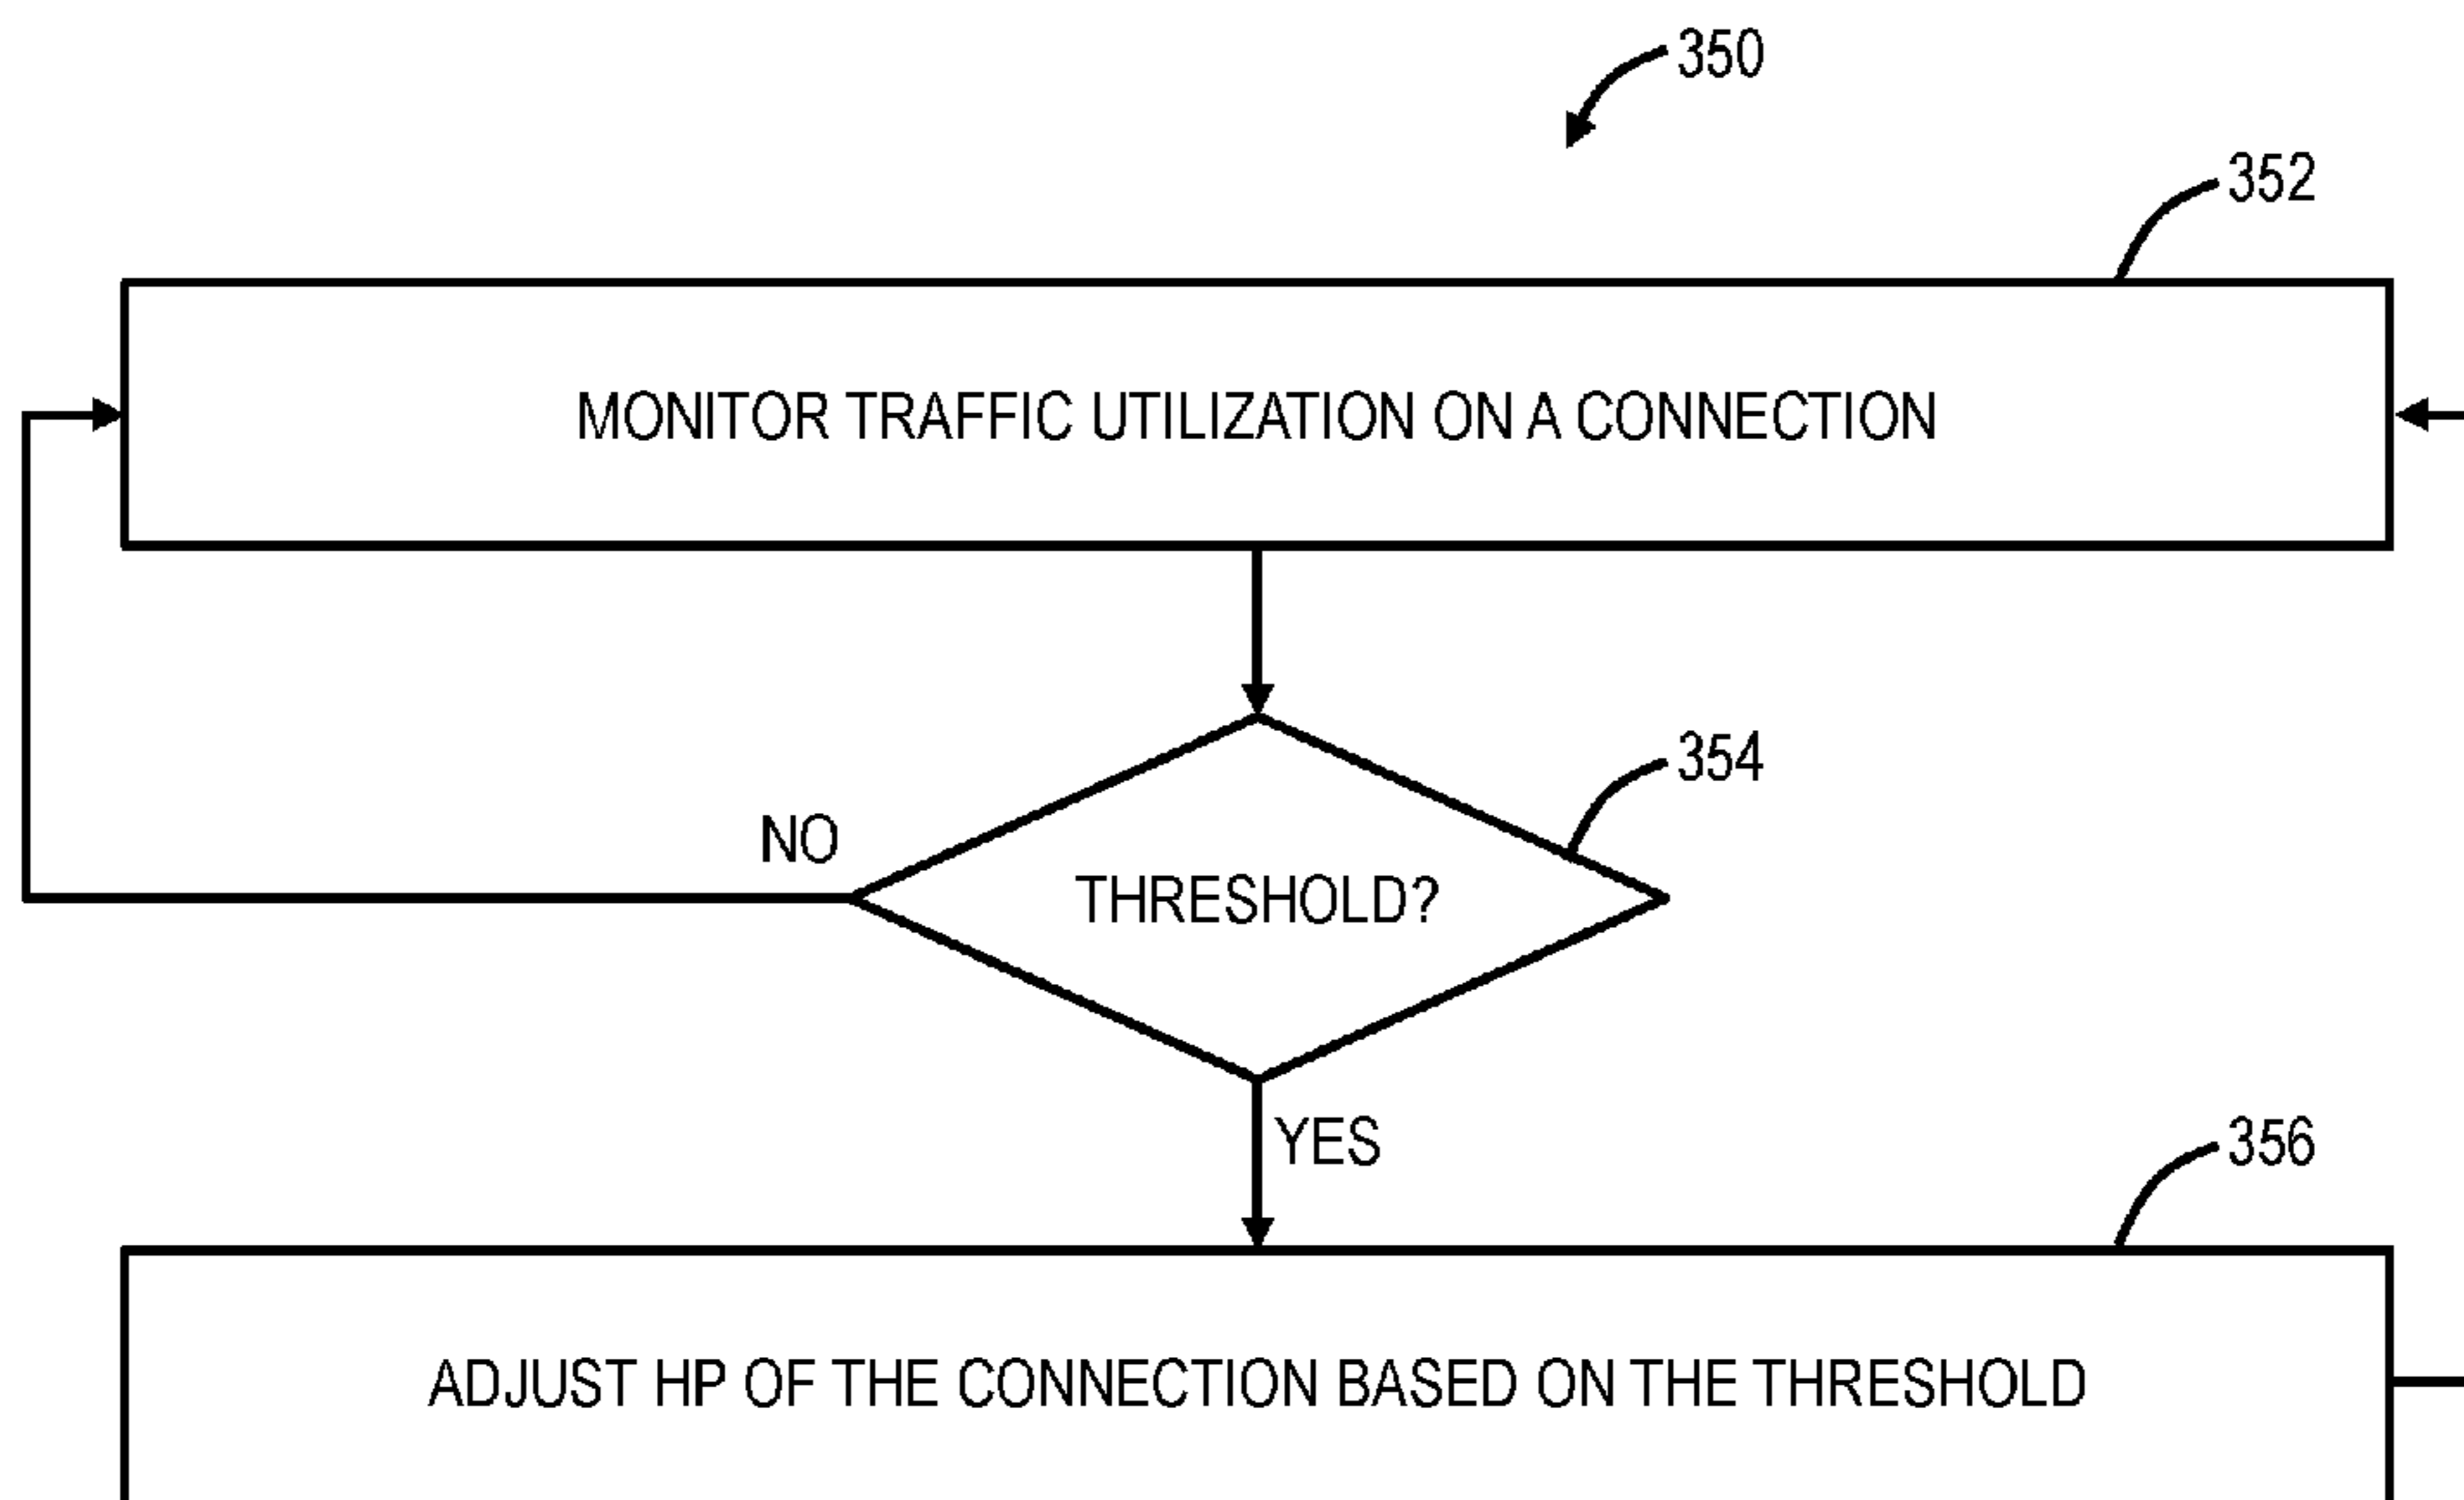 350
352
MONITOR TRAFFIC UTILIZATION ON A CONNECTION
354
NO
THRESHOLD?
YES
356
ADJUST HP OF THE CONNECTION BASED ON THE THRESHOLD